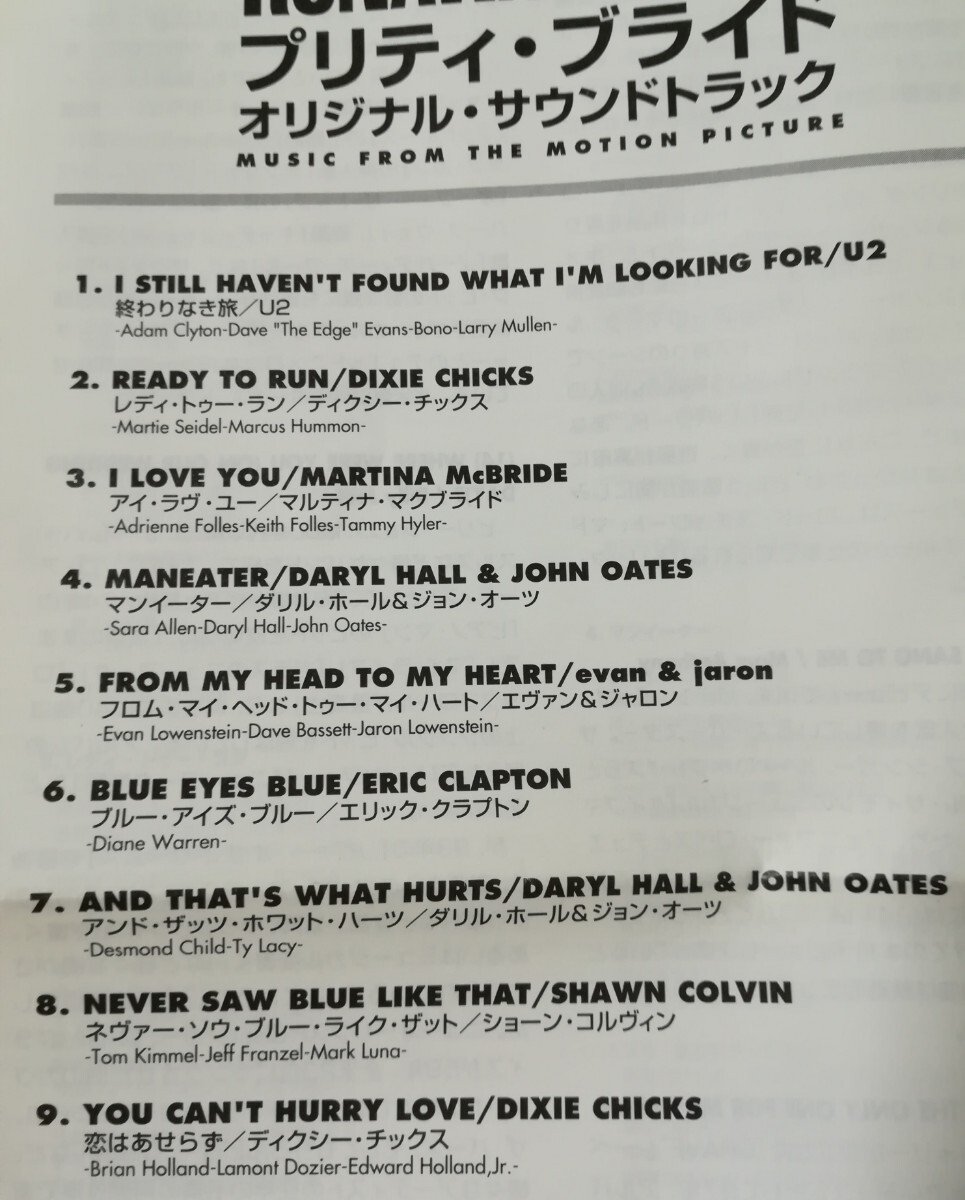 プリティ・ブライド
オリジナル・サウンドトラック
MUSIC FROM THE MOTION PICTURE
1. I STILL HAVEN'T FOUND WHAT I'M LOOKING FOR/U2
終わりなき旅／U2
-Adam Clyton-Dave "The Edge" Evans-Bono-Larry Mullen-
2. READY TO RUN/DIXIE CHICKS
レディ・トゥー・ラン／ディクシー・チックス
-Martie Seidel-Marcus Hummon-
3. I LOVE YOU/MARTINA McBRIDE
アイ・ラヴ・ユー／マルティナ・マクブライド
-Adrienne Folles-Keith Folles-Tammy Hyler-
4. MANEATER/DARYL HALL & JOHN OATES
マンイーター／ダリル・ホール&ジョン・オーツ
-Sara Allen-Daryl Hall-John Oates-
5. FROM MY HEAD TO MY HEART/evan & jaron
フロム・マイ・ヘッド・トゥー・マイ・ハート／エヴァン&ジャロン
-Evan Lowenstein-Dave Bassett-Jaron Lowenstein-
6. BLUE EYES BLUE/ERIC CLAPTON
ブルー・アイズ・ブルー／エリック・クラプトン
-Diane Warren-
7. AND THAT'S WHAT HURTS/DARYL HALL & JOHN OATES
アンド・ザッツ・ホワット・ハーツ／ダリル・ホール&ジョン・オーツ
-Desmond Child-Ty Lacy-
8. NEVER SAW BLUE LIKE THAT/SHAWN COLVIN
ネヴァー・ソウ・ブルー・ライク・ザット／ショーン・コルヴィン
-Tom Kimmel-Jeff Franzel-Mark Luna-
9. YOU CAN'T HURRY LOVE/DIXIE CHICKS
恋はあせらず／ディクシー・チックス
-Brian Holland-Lamont Dozier-Edward Holland,Jr.-